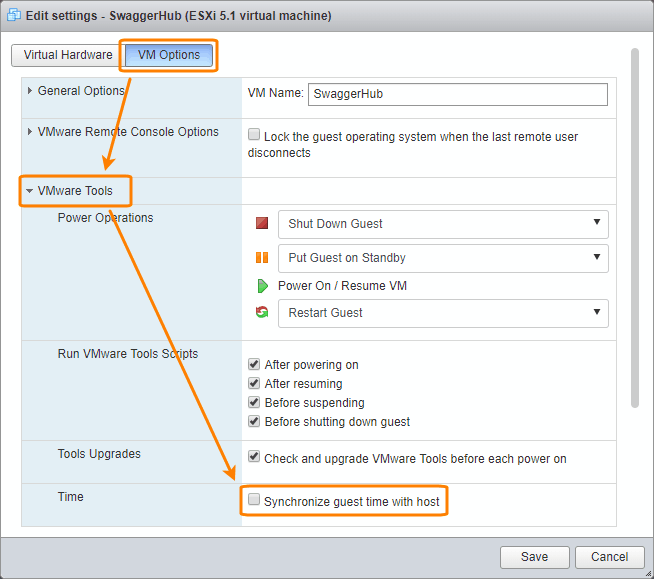 Edit settings - SwaggerHub (ESXi 5.1 virtual machine)
Virtual Hardware
VM Options
General Options
VM Name:
SwaggerHub
VMware Remote Console Options
Lock the guest operating system when the last remote user
disconnects
VMware Tools
Power Operations
Shut Down Guest
Put Guest on Standby
Power On / Resume VM
Restart Guest
Run VMware Tools Scripts
After powering on
After resuming
Before suspending
Before shutting down guest
Tools Upgrades
Check and upgrade VMware Tools before each power on
Time
Synchronize guest time with host
Save
Cancel